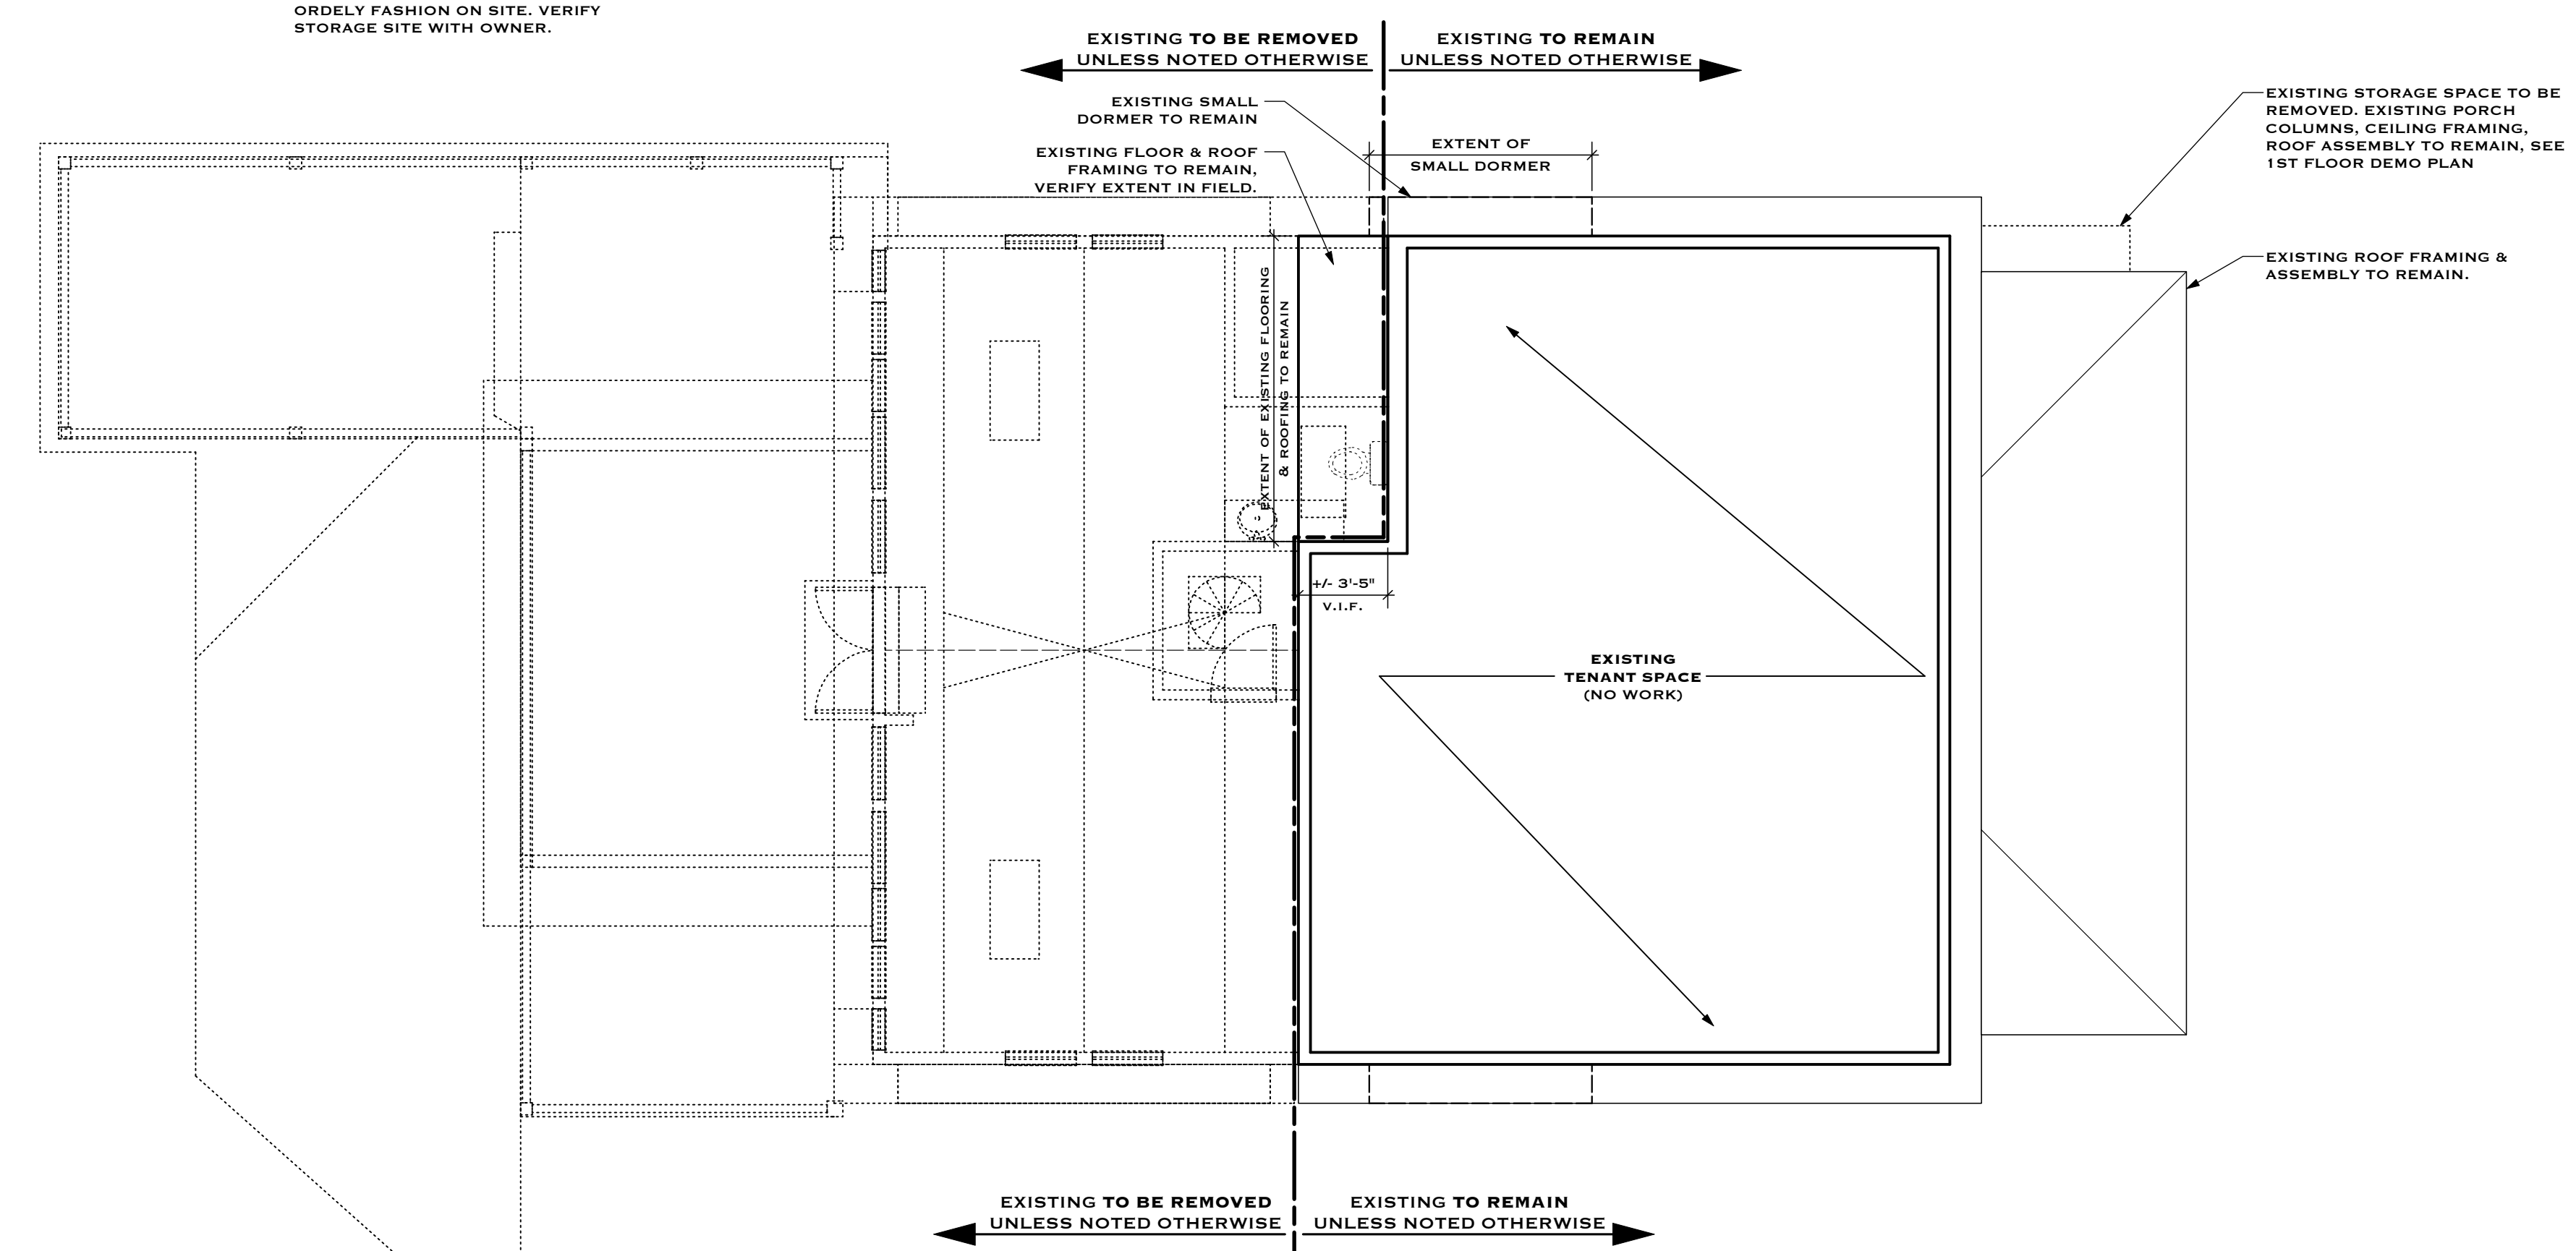 ORDELY FASHION ON SITE. VERIFY
STORAGE SITE WITH OWNER.
EXISTING TO BE REMOVED
UNLESS NOTED OTHERWISE
EXISTING TO REMAIN
UNLESS NOTED OTHERWISE
EXISTING SMALL
DORMER TO REMAIN
EXISTING FLOOR & ROOF
FRAMING TO REMAIN,
VERIFY EXTENT IN FIELD.
EXTENT OF
SMALL DORMER
EXISTING STORAGE SPACE TO BE
REMOVED. EXISTING PORCH
COLUMNS, CEILING FRAMING,
ROOF ASSEMBLY TO REMAIN, SEE
1ST FLOOR DEMO PLAN
EXISTING ROOF FRAMING &
ASSEMBLY TO REMAIN.
EXTENT OF EXISTING FLOORING
& ROOFING TO REMAIN
+/- 3'-5"
V.I.F.
EXISTING
TENANT SPACE
(NO WORK)
EXISTING TO BE REMOVED
UNLESS NOTED OTHERWISE
EXISTING TO REMAIN
UNLESS NOTED OTHERWISE